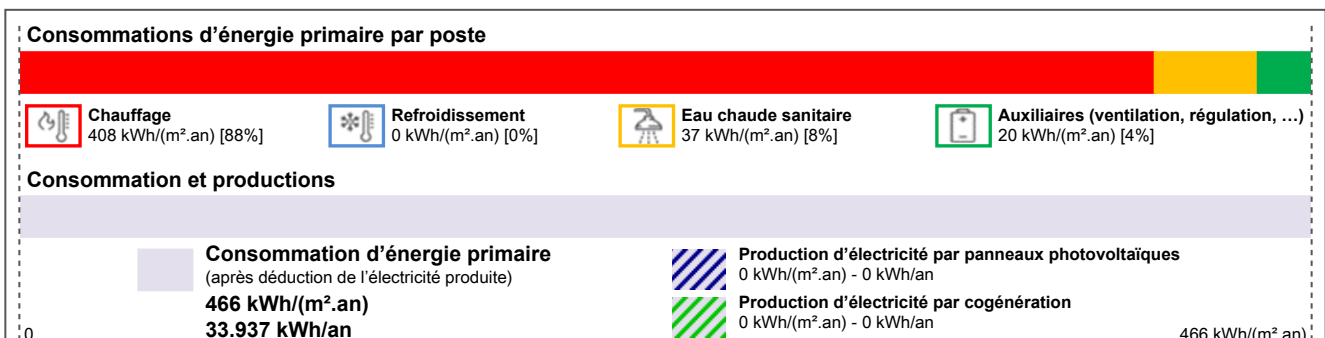 Consommations d’énergie primaire par poste
Chauffage
408 kWh/(m².an) [88%]
Refroidissement
0 kWh/(m².an) [0%]
Eau chaude sanitaire
37 kWh/(m².an) [8%]
Auxiliaires (ventilation, régulation, …)
20 kWh/(m².an) [4%]
Consommation et productions
Consommation d’énergie primaire
(après déduction de l’électricité produite)
466 kWh/(m².an)
33.937 kWh/an
Production d’électricité par panneaux photovoltaïques
0 kWh/(m².an) - 0 kWh/an
Production d’électricité par cogénération
0 kWh/(m².an) - 0 kWh/an
0
466 kWh/(m².an)